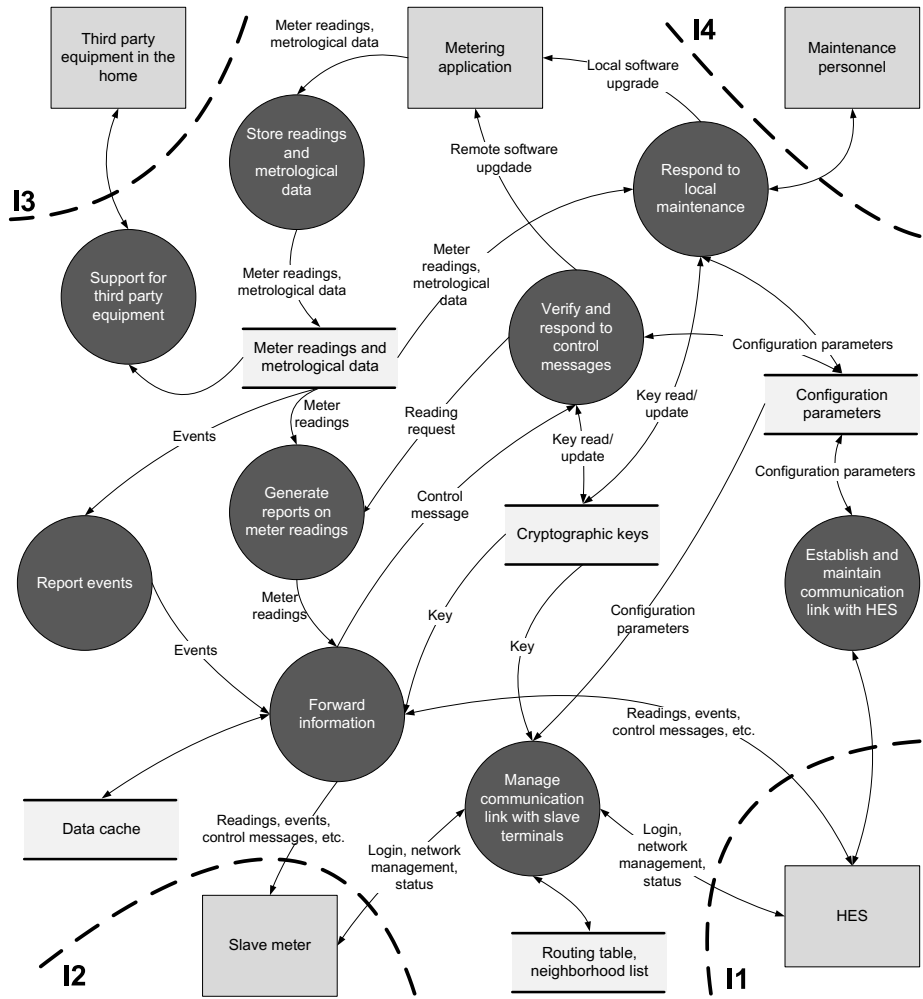 Third party
equipment in the
home
Meter readings,
metrological data
Metering
application
I4
Local software
upgrade
Maintenance
personnel
Store readings
and
metrological
data
Remote software
upgdade
Respond to
local
maintenance
I3
Support for
third party
equipment
Meter readings,
metrological data
Meter
readings,
metrological
data
Verify and
respond to
control
messages
Configuration parameters
Meter readings and
metrological data
Configuration
parameters
Meter
readings
Reading
request
Key read/
update
Key read/
update
Events
Configuration parameters
Generate
reports on
meter readings
Control
message
Cryptographic keys
Report events
Establish and
maintain
communication
link with HES
Meter
readings
Key
Configuration
parameters
Key
Events
Forward
information
Readings, events,
control messages, etc.
Manage
communication
link with slave
terminals
Data cache
Readings, events,
control messages, etc.
Login, network
management,
status
Login, network
management,
status
Slave meter
HES
Routing table,
neighborhood list
I2
I1